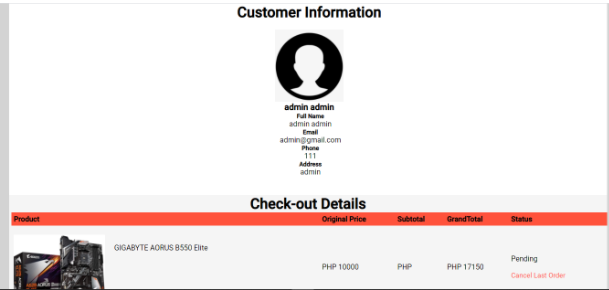 Customer Information
admin admin
Full Name
admin admin
Email
admin@gmail.com
Phone
111
Address
admin
Check-out Details
Product Original Price Subtotal GrandTotal Status
GIGABYTE AORUS B550 Elite
Pending
PHP 10000 PHP PHP 17150
Cancel Last Order